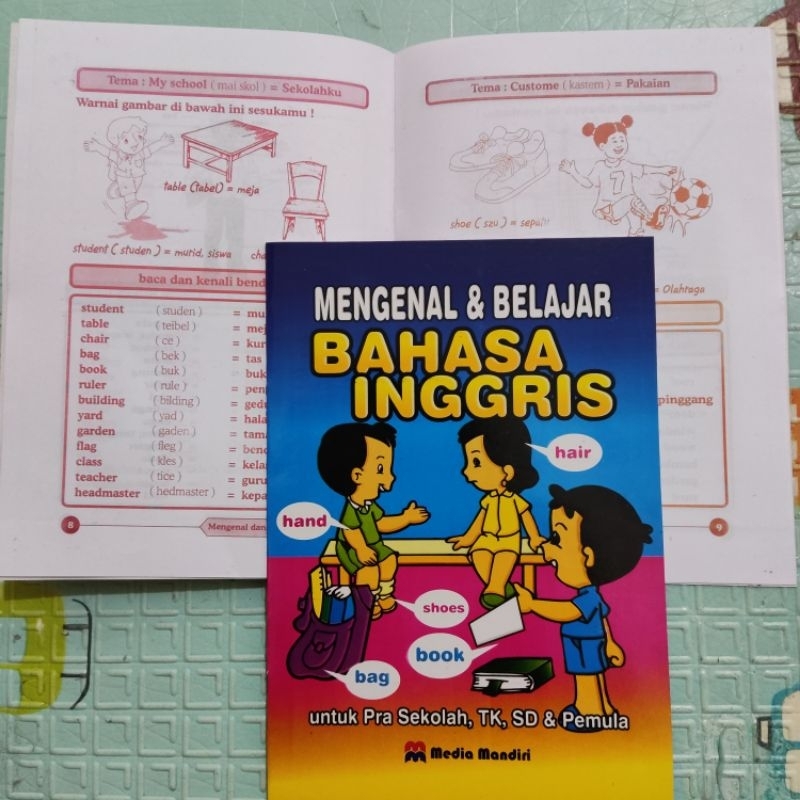 Tema : My school ( mai skol ) = Sekolahku
Warnai gambar di bawah ini sesukamu !
table (tabel) = meja
student ( studen ) = murid, siswa
baca dan kenali
student ( studen )
table ( teibel )
chair ( ce )
bag ( bek ) = tas
book ( buk )
ruler ( rule )
building ( bilding )
yard ( yad )
garden ( gaden )
flag ( fleg )
class ( kles )
teacher ( tice ) = guru
headmaster ( hedmaster )
8
Mengenal dan
Tema : Custome ( kastem ) = Pakaian
shoe ( szu ) = sepatu
= Olahraga
pinggang
9
MENGENAL & BELAJAR
BAHASA
INGGRIS
hair
hand
shoes
book
bag
untuk Pra Sekolah, TK, SD & Pemula
Media Mandiri